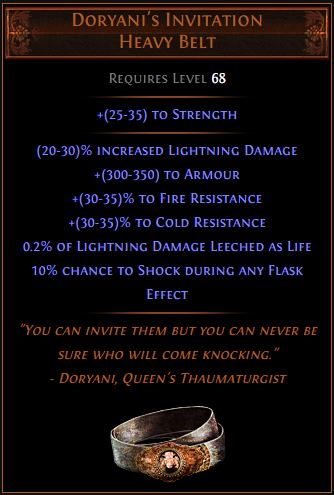 Doryani's Invitation
Heavy Belt
Requires Level 68
+(25-35) to Strength
(20-30)% increased Lightning Damage
+(300-350) to Armour
+(30-35)% to Fire Resistance
+(30-35)% to Cold Resistance
0.2% of Lightning Damage Leeched as Life
10% chance to Shock during any Flask
Effect
"You can invite them but you can never be
sure who will come knocking."
- Doryani, Queen's Thaumaturgist